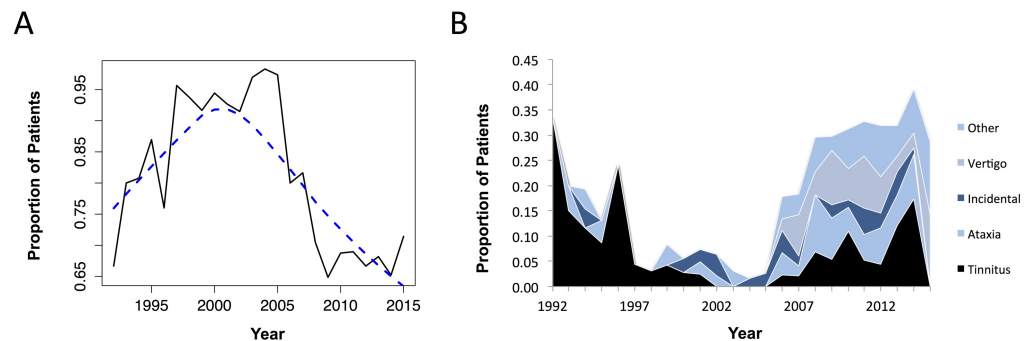 A
Proportion of Patients
0.95
0.85
0.75
0.65
1995 2000 2005 2010 2015
Year
B
Proportion of Patients
0.45
0.40
0.35
0.30
0.25
0.20
0.15
0.10
0.05
0.00
1992 1997 2002 2007 2012
Year
Other
Vertigo
Incidental
Ataxia
Tinnitus